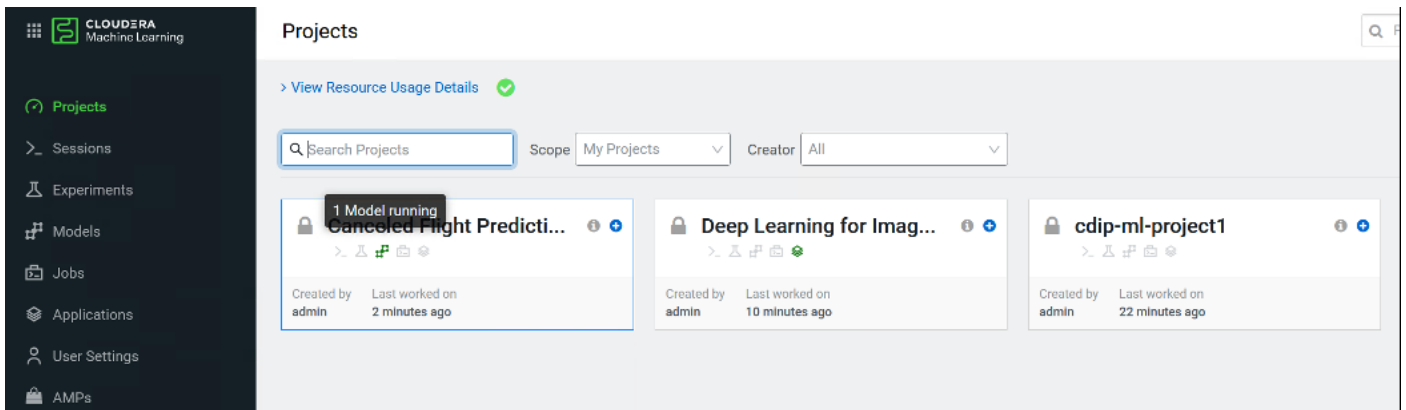 CLOUDERA
Machine Learning
Projects
Sessions
Experiments
Models
Jobs
Applications
User Settings
AMPs
Projects
> View Resource Usage Details
Search Projects
Scope My Projects
Creator All
1 Model running
Canceled Flight Predicti...
Created by Last worked on
admin 2 minutes ago
Deep Learning for Imag...
Created by Last worked on
admin 10 minutes ago
cdip-ml-project1
Created by Last worked on
admin 22 minutes ago